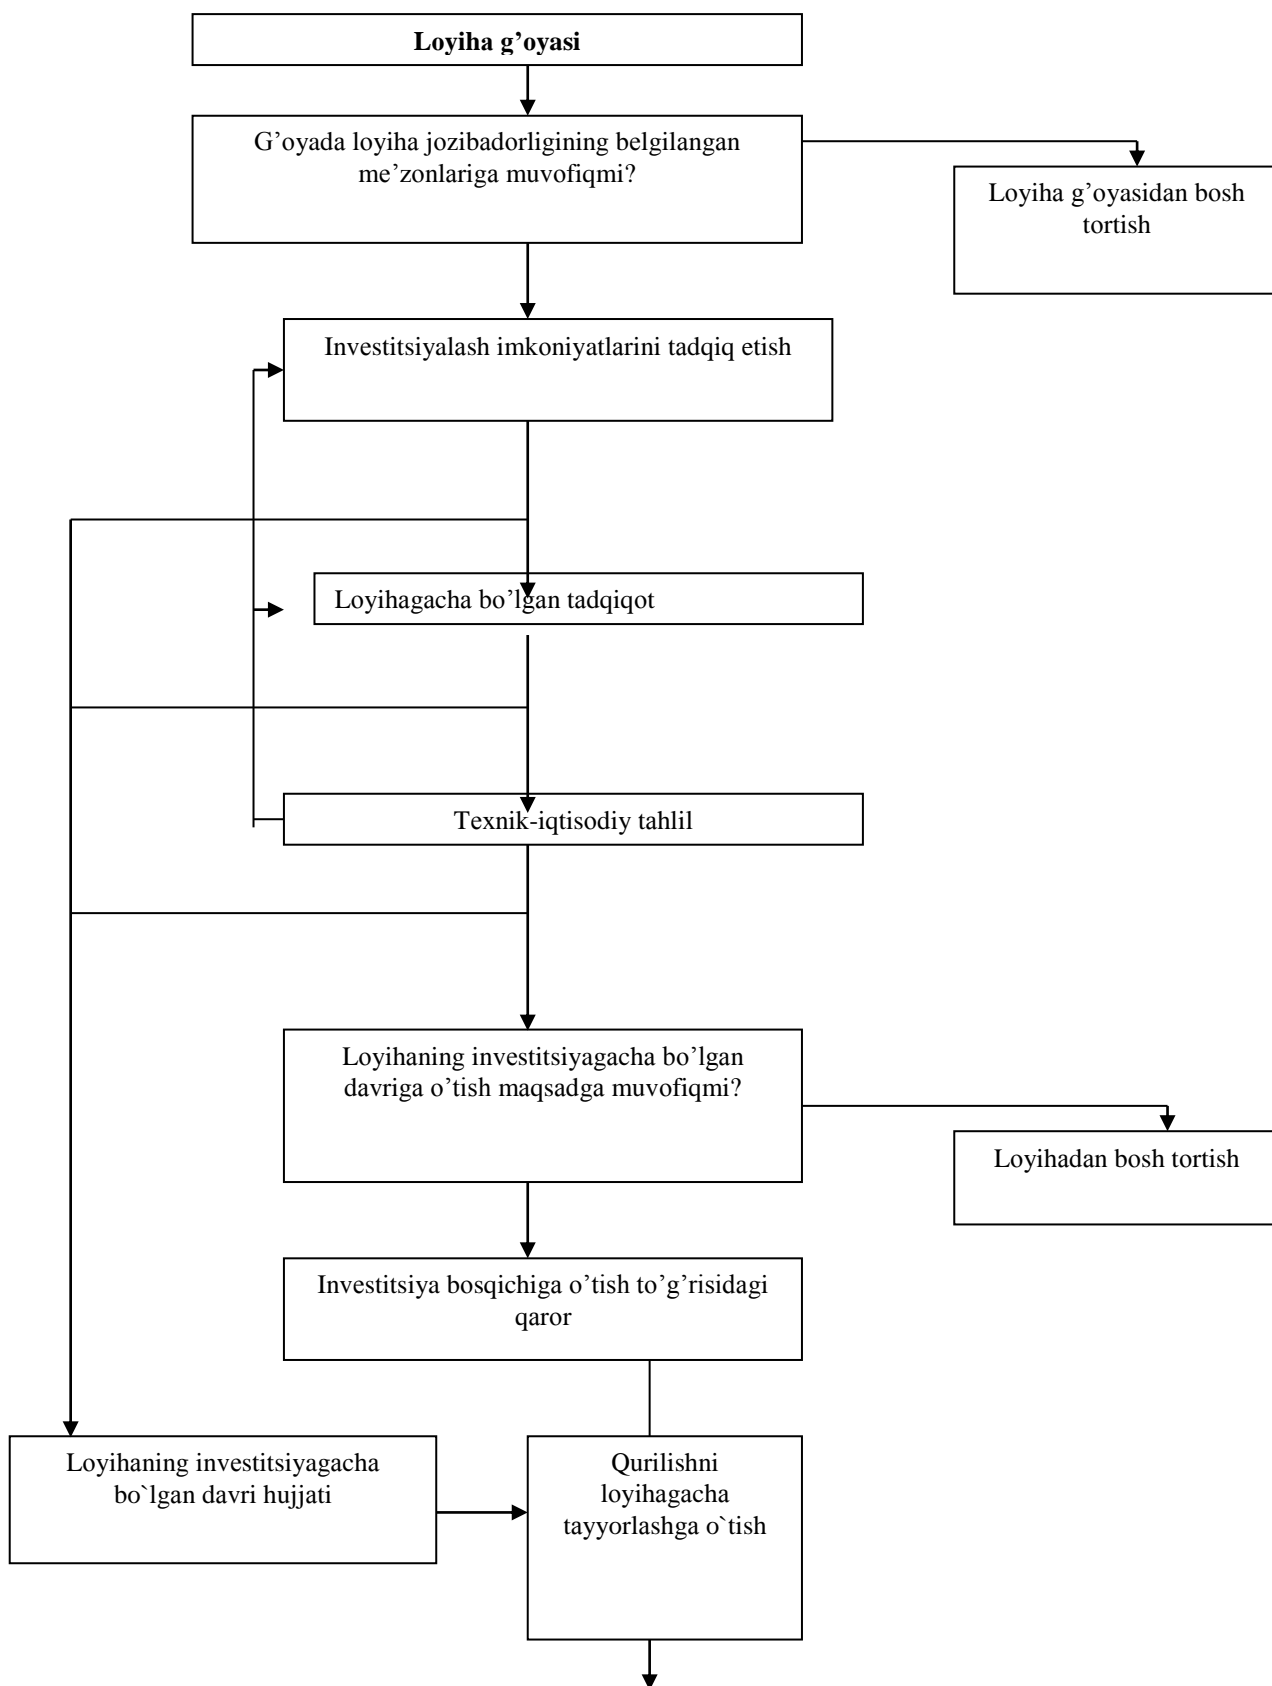 Loyiha g’oyasi
G’oyada loyiha jozibadorligining belgilangan
me’zonlariga muvofiqmi?
Loyiha g’oyasidan bosh
tortish
Investitsiyalash imkoniyatlarini tadqiq etish
Loyihagacha bo’lgan tadqiqot
Texnik-iqtisodiy tahlil
Loyihaning investitsiyagacha bo’lgan
davriga o’tish maqsadga muvofiqmi?
Loyihadan bosh tortish
Investitsiya bosqichiga o’tish to’g’risidagi
qaror
Loyihaning investitsiyagacha
bo`lgan davri hujjati
Qurilishni
loyihagacha
tayyorlashga o`tish